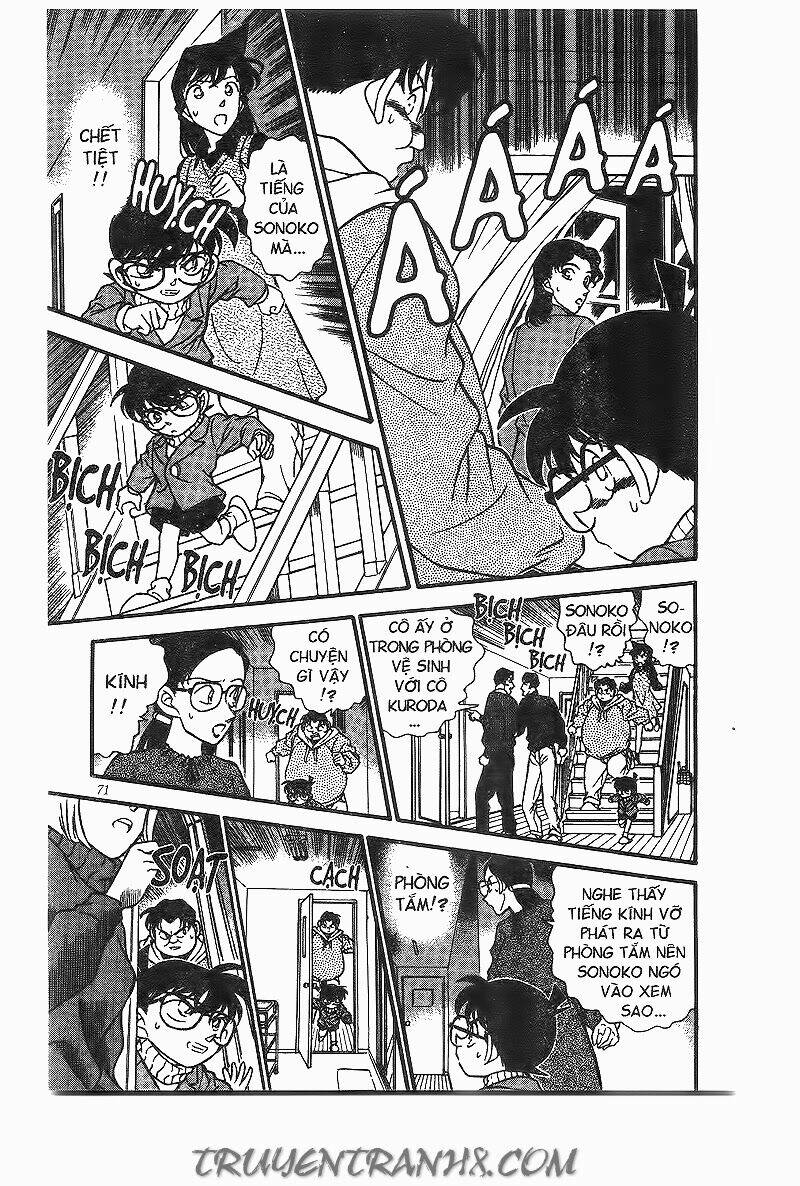 Á
Á
Á
Á
LÀ
TIẾNG
CỦA
SONOKO
MÀ...
CHẾT
TIỆT
!!
HUỴCH
BỊCH
BỊCH
BỊCH
SO-
NOKO!
!?
SONOKO
ĐÂU RỒI
!?
BỊCH
BỊCH
BỊCH
CÔ ẤY Ở
TRONG PHÒNG
VỆ SINH
VỚI CÔ
KURODA
...
CÓ
CHUYỆN
GÌ VẬY
!?
HUỴCH
KÍNH
!!
71
NGHE THẤY
TIẾNG KÍNH VỠ
PHÁT RA TỪ
PHÒNG TẮM NÊN
SONOKO NGÓ
VÀO XEM
SAO...
PHÒNG
TẮM!?
CẠCH
SOẠT
TRUYENTRANH8.COM